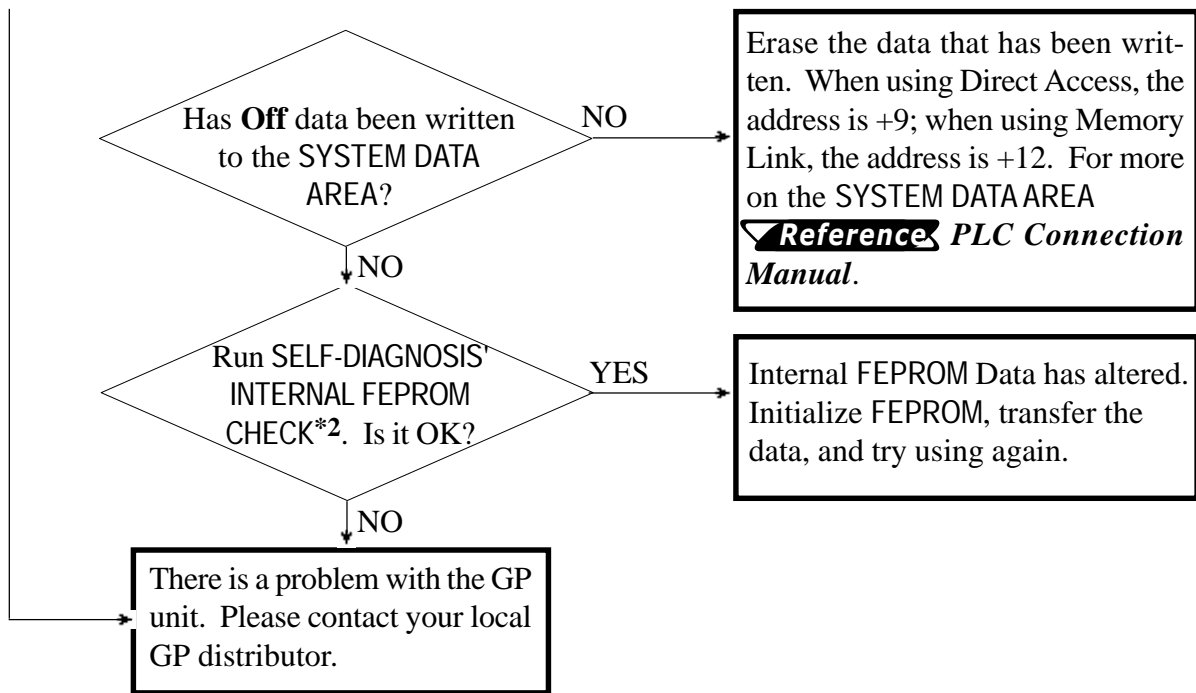 Has Off data been written
to the SYSTEM DATA
AREA?
NO
Erase the data that has been writ-
ten. When using Direct Access, the
address is +9; when using Memory
Link, the address is +12. For more
on the SYSTEM DATA AREA
Reference PLC Connection
Manual.
NO
Run SELF-DIAGNOSIS'
INTERNAL FEPROM
CHECK*2. Is it OK?
YES
Internal FEPROM Data has altered.
Initialize FEPROM, transfer the
data, and try using again.
NO
There is a problem with the GP
unit. Please contact your local
GP distributor.